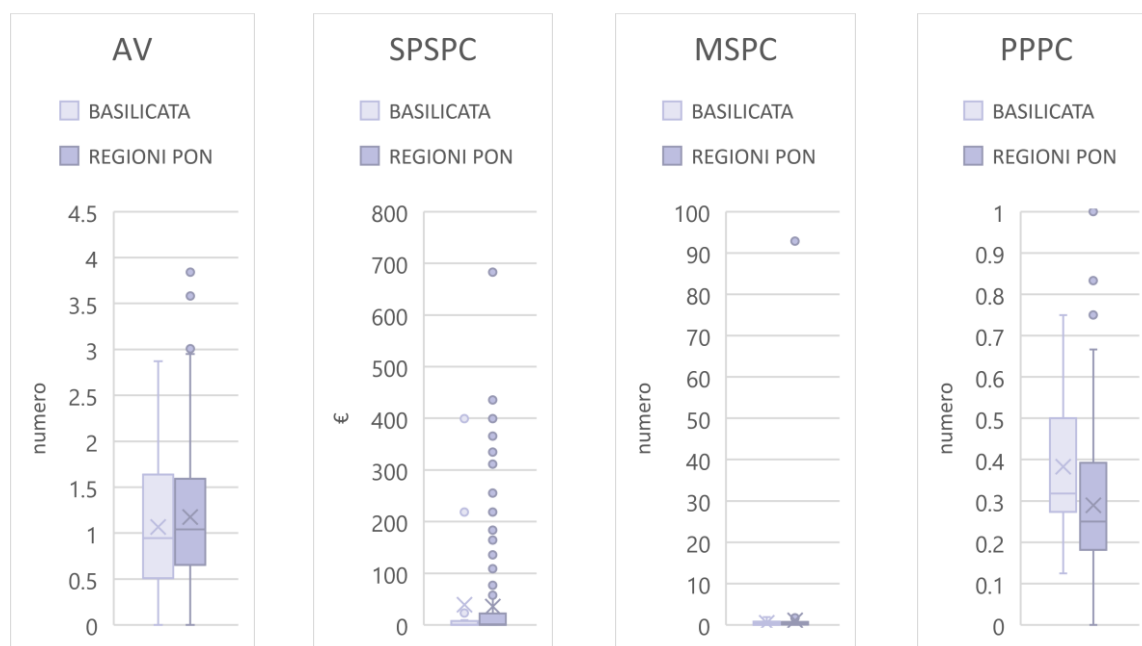 AV
BASILICATA
REGIONI PON
4.5
4
3.5
3
2.5
2
1.5
1
0.5
0
numero
SPSPC
BASILICATA
REGIONI PON
800
700
600
500
400
300
200
100
0
€
MSPC
BASILICATA
REGIONI PON
100
90
80
70
60
50
40
30
20
10
0
numero
PPPC
BASILICATA
REGIONI PON
1
0.9
0.8
0.7
0.6
0.5
0.4
0.3
0.2
0.1
0
numero